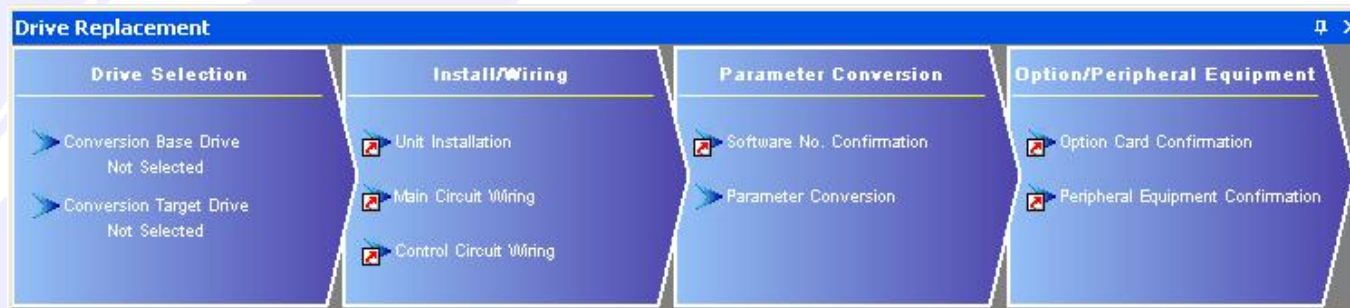 Drive Replacement
Drive Selection
Conversion Base Drive
Not Selected
Conversion Target Drive
Not Selected
Install/Wiring
Unit Installation
Main Circuit Wiring
Control Circuit Wiring
Parameter Conversion
Software No. Confirmation
Parameter Conversion
Option/Peripheral Equipment
Option Card Confirmation
Peripheral Equipment Confirmation